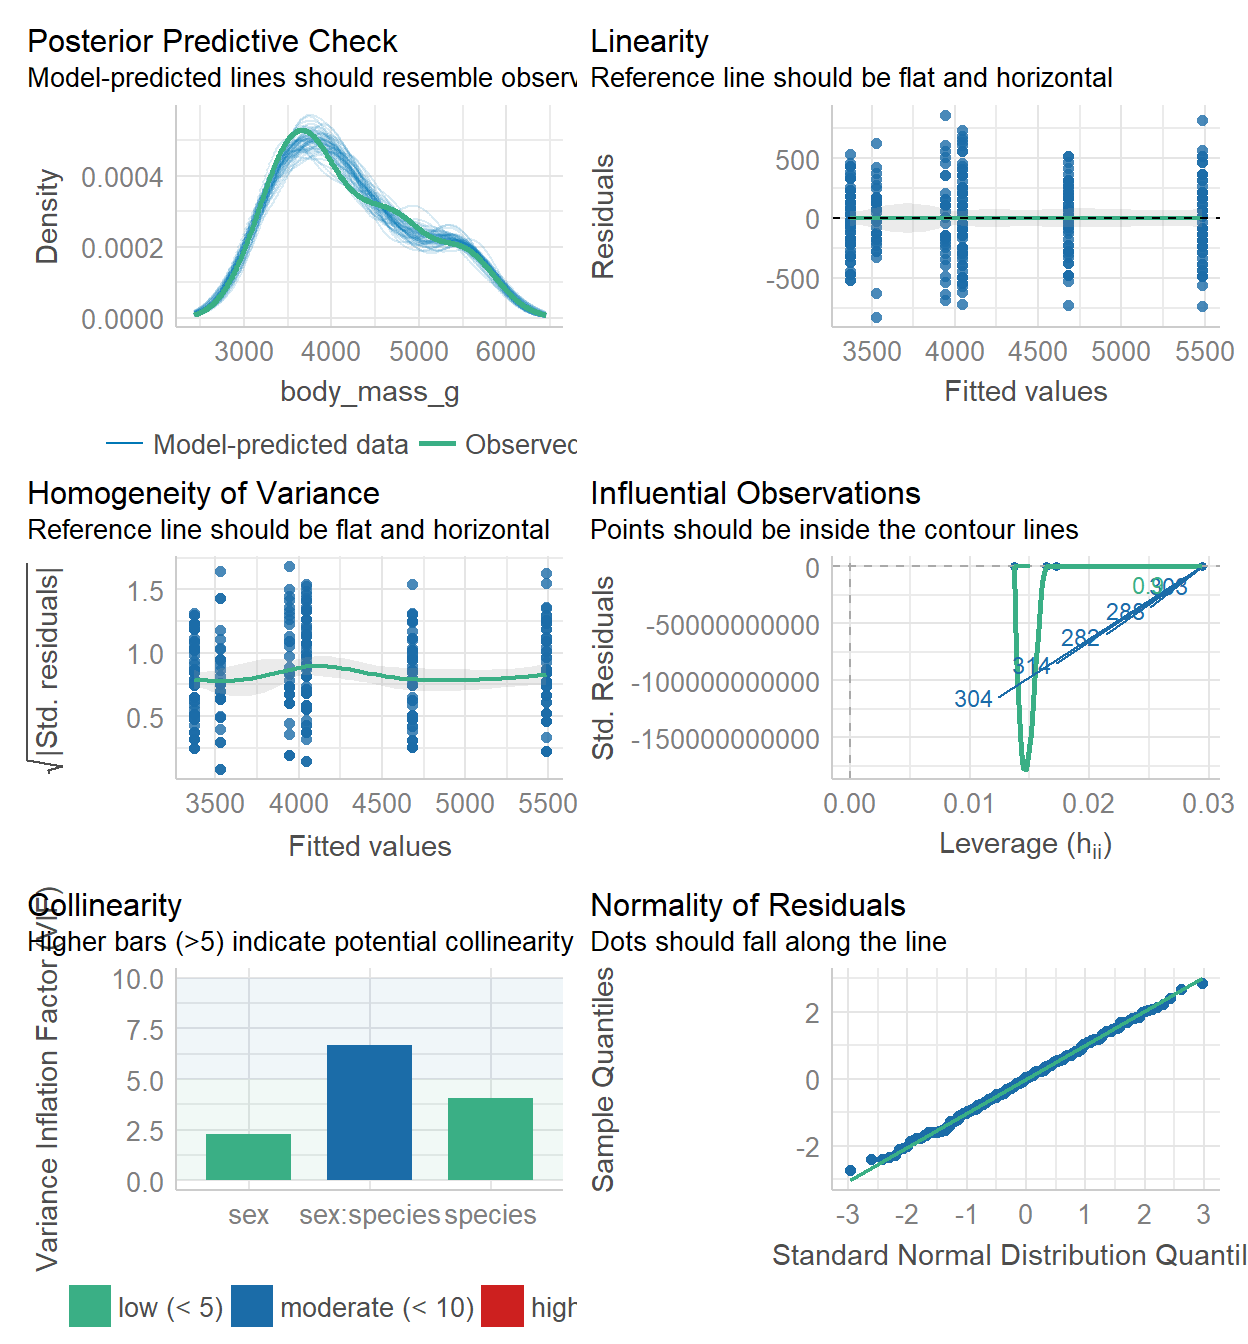 Posterior Predictive Check
Model-predicted lines should resemble observ
Density
0.0004
0.0002
0.0000
3000 4000 5000 6000
body_mass_g
Model-predicted data Observed
Linearity
Reference line should be flat and horizontal
Residuals
500
0
-500
3500 4000 4500 5000 5500
Fitted values
Homogeneity of Variance
Reference line should be flat and horizontal
√|Std. residuals|
1.5
1.0
0.5
3500 4000 4500 5000 5500
Fitted values
Influential Observations
Points should be inside the contour lines
Std. Residuals
0
-50000000000
-100000000000
-150000000000
288
282
314
304
0.00 0.01 0.02 0.03
Leverage (hii)
Collinearity
Higher bars (>5) indicate potential collinearity
Variance Inflation Factor (VIF)
10.0
7.5
5.0
2.5
0.0
sex sex:species species
low (< 5) moderate (< 10) high
Normality of Residuals
Dots should fall along the line
Sample Quantiles
2
0
-2
-3 -2 -1 0 1 2 3
Standard Normal Distribution Quantil